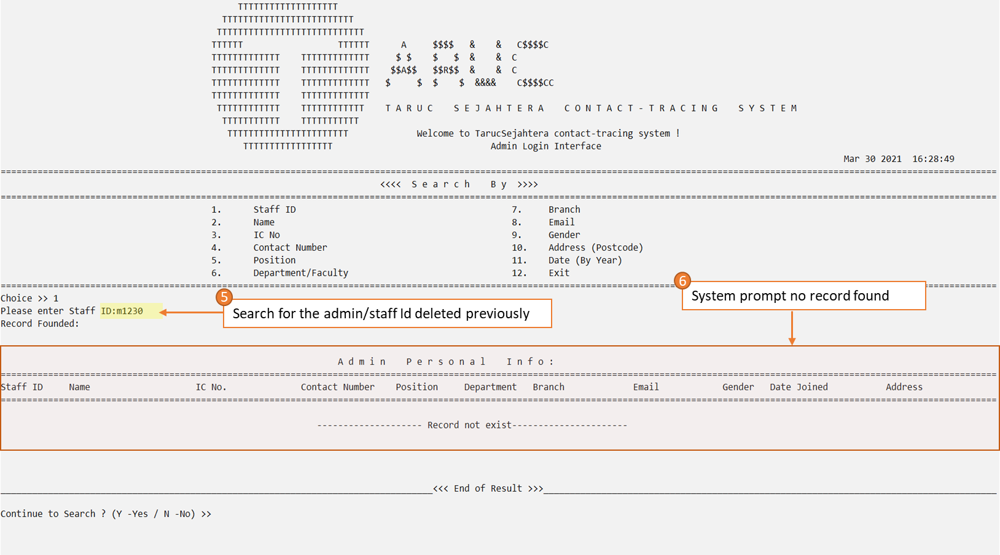 TTTTTTTTTTTTTTTTTTT
TTTTTTTTTTTTTTTTTTTTTTTTT
TTTTTTTTTTTTTTTTTTTTTTTTTTTT
TTTTTT TTTTTT A $$$$ & & C$$$$C
TTTTTTTTTTTTT TTTTTTTTTTTTT $ $ $ $ & & C
TTTTTTTTTTTTT TTTTTTTTTTTTT $$A$$ $$R$$ & & C
TTTTTTTTTTTTT TTTTTTTTTTTTT $ $ $ $ &&&& C$$$$CC
TTTTTTTTTTTTT TTTTTTTTTTTTT
TTTTTTTTTTTT TTTTTTTTTTTT T A R U C S E J A H T E R A C O N T A C T - T R A C I N G S Y S T E M
TTTTTTTTTTT TTTTTTTTTTT
TTTTTTTTTTTTTTTTTTTTTTT Welcome to TarucSejahtera contact-tracing system !
TTTTTTTTTTTTTTTTT Admin Login Interface
Mar 30 2021 16:28:49
<<<< S e a r c h B y >>>>
1. Staff ID 7. Branch
2. Name 8. Email
3. IC No 9. Gender
4. Contact Number 10. Address (Postcode)
5. Position 11. Date (By Year)
6. Department/Faculty 12. Exit
Choice >> 1
Please enter Staff ID:m1230
Record Founded:
5
Search for the admin/staff Id deleted previously
6
System prompt no record found
A d m i n P e r s o n a l I n f o :
Staff ID Name IC No. Contact Number Position Department Branch Email Gender Date Joined Address
-------------------- Record not exist----------------------
<<< End of Result >>>
Continue to Search ? (Y -Yes / N -No) >>